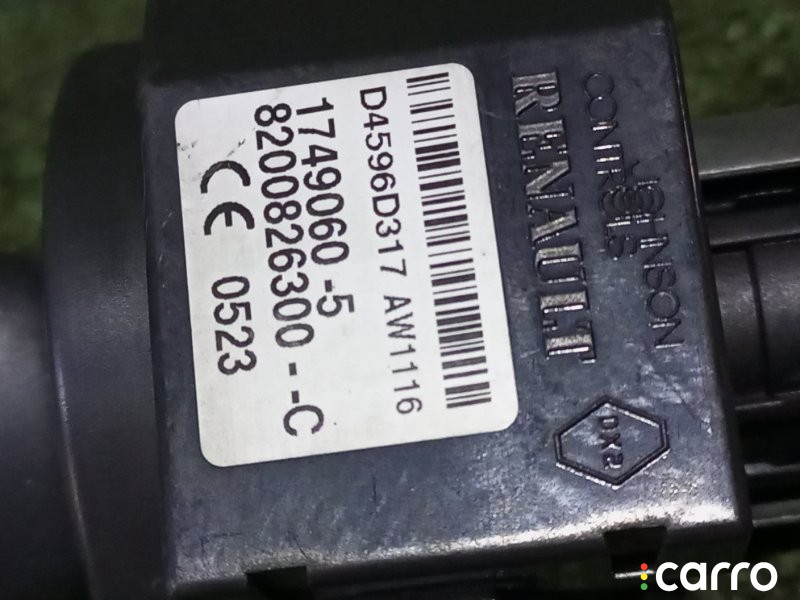 JOHNSON
CONTROLS
RENAULT
D4596D317 AW1116
1749060 -5
8200826300--C
CE 0523
DX2
carro